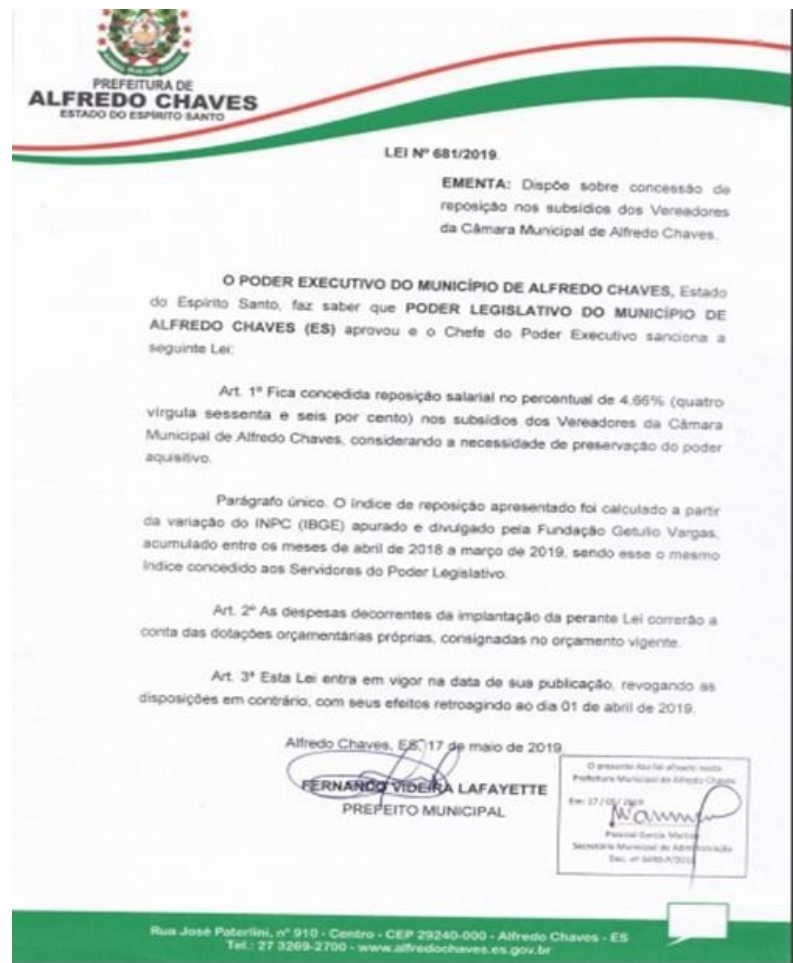 PREFEITURA DE
ALFREDO CHAVES
ESTADO DO ESPÍRITO SANTO
LEI Nº 681/2019.
EMENTA: Dispõe sobre concessão de
reposição nos subsídios dos Vereadores
da Câmara Municipal de Alfredo Chaves.
O PODER EXECUTIVO DO MUNICÍPIO DE ALFREDO CHAVES, Estado
do Espírito Santo, faz saber que PODER LEGISLATIVO DO MUNICÍPIO DE
ALFREDO CHAVES (ES) aprovou e o Chefe do Poder Executivo sanciona a
seguinte Lei:
Art. 1º Fica concedida reposição salarial no percentual de 4,66% (quatro
vírgula sessenta e seis por cento) nos subsídios dos Vereadores da Câmara
Municipal de Alfredo Chaves, considerando a necessidade de preservação do poder
aquisitivo.
Parágrafo único. O índice de reposição apresentado foi calculado a partir
da variação do INPC (IBGE) apurado e divulgado pela Fundação Getulio Vargas,
acumulado entre os meses de abril de 2018 a março de 2019, sendo esse o mesmo
índice concedido aos Servidores do Poder Legislativo.
Art. 2º As despesas decorrentes da implantação da perante Lei correrão a
conta das dotações orçamentárias próprias, consignadas no orçamento vigente.
Art. 3º Esta Lei entra em vigor na data de sua publicação, revogando as
disposições em contrário, com seus efeitos retroagindo ao dia 01 de abril de 2019.
Alfredo Chaves, ES, 17 de maio de 2019.
FERNANDO VIDEIRA LAFAYETTE
PREFEITO MUNICIPAL
O presente Ato foi afixado nesta
Prefeitura Municipal de Alfredo Chaves
Em: 17/05/2019
Garcia
Secretário Municipal de Administração
Rua José Paterlini, nº 910 - Centro - CEP 29240-000 - Alfredo Chaves - ES
Tel.: 27 3269-2700 - www.alfredochaves.es.gov.br